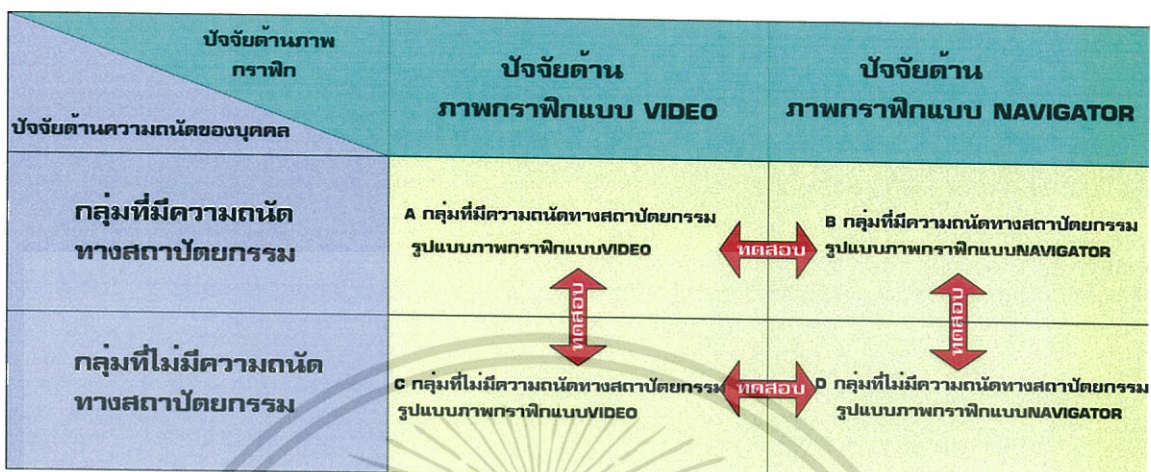 ปัจจัยด้านภาพ
กราฟิก
ปัจจัยด้านความถนัดของบุคคล
ปัจจัยด้าน
ภาพกราฟิกแบบ VIDEO
ปัจจัยด้าน
ภาพกราฟิกแบบ NAVIGATOR
กลุ่มที่มีความถนัด
ทางสถาปัตยกรรม
A กลุ่มที่มีความถนัดทางสถาปัตยกรรม
รูปแบบภาพกราฟิกแบบVIDEO
ทดสอบ
B กลุ่มที่มีความถนัดทางสถาปัตยกรรม
รูปแบบภาพกราฟิกแบบNAVIGATOR
ทดสอบ
ทดสอบ
กลุ่มที่ไม่มีความถนัด
ทางสถาปัตยกรรม
C กลุ่มที่ไม่มีความถนัดทางสถาปัตยกรรม
รูปแบบภาพกราฟิกแบบVIDEO
ทดสอบ
D กลุ่มที่ไม่มีความถนัดทางสถาปัตยกรรม
รูปแบบภาพกราฟิกแบบNAVIGATOR